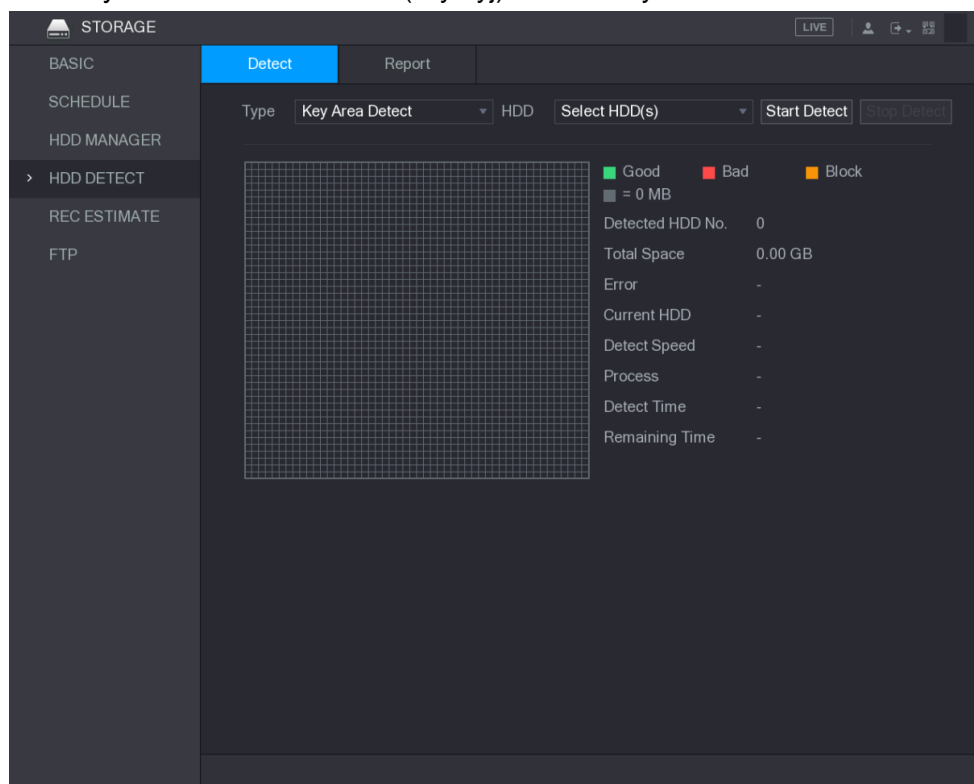 STORAGE
LIVE
BASIC
Detect
Report
SCHEDULE
Type
Key Area Detect
HDD
Select HDD(s)
Start Detect
Stop Detect
HDD MANAGER
> HDD DETECT
Good
Bad
Block
= 0 MB
REC ESTIMATE
Detected HDD No. 0
FTP
Total Space 0.00 GB
Error -
Current HDD -
Detect Speed -
Process -
Detect Time -
Remaining Time -